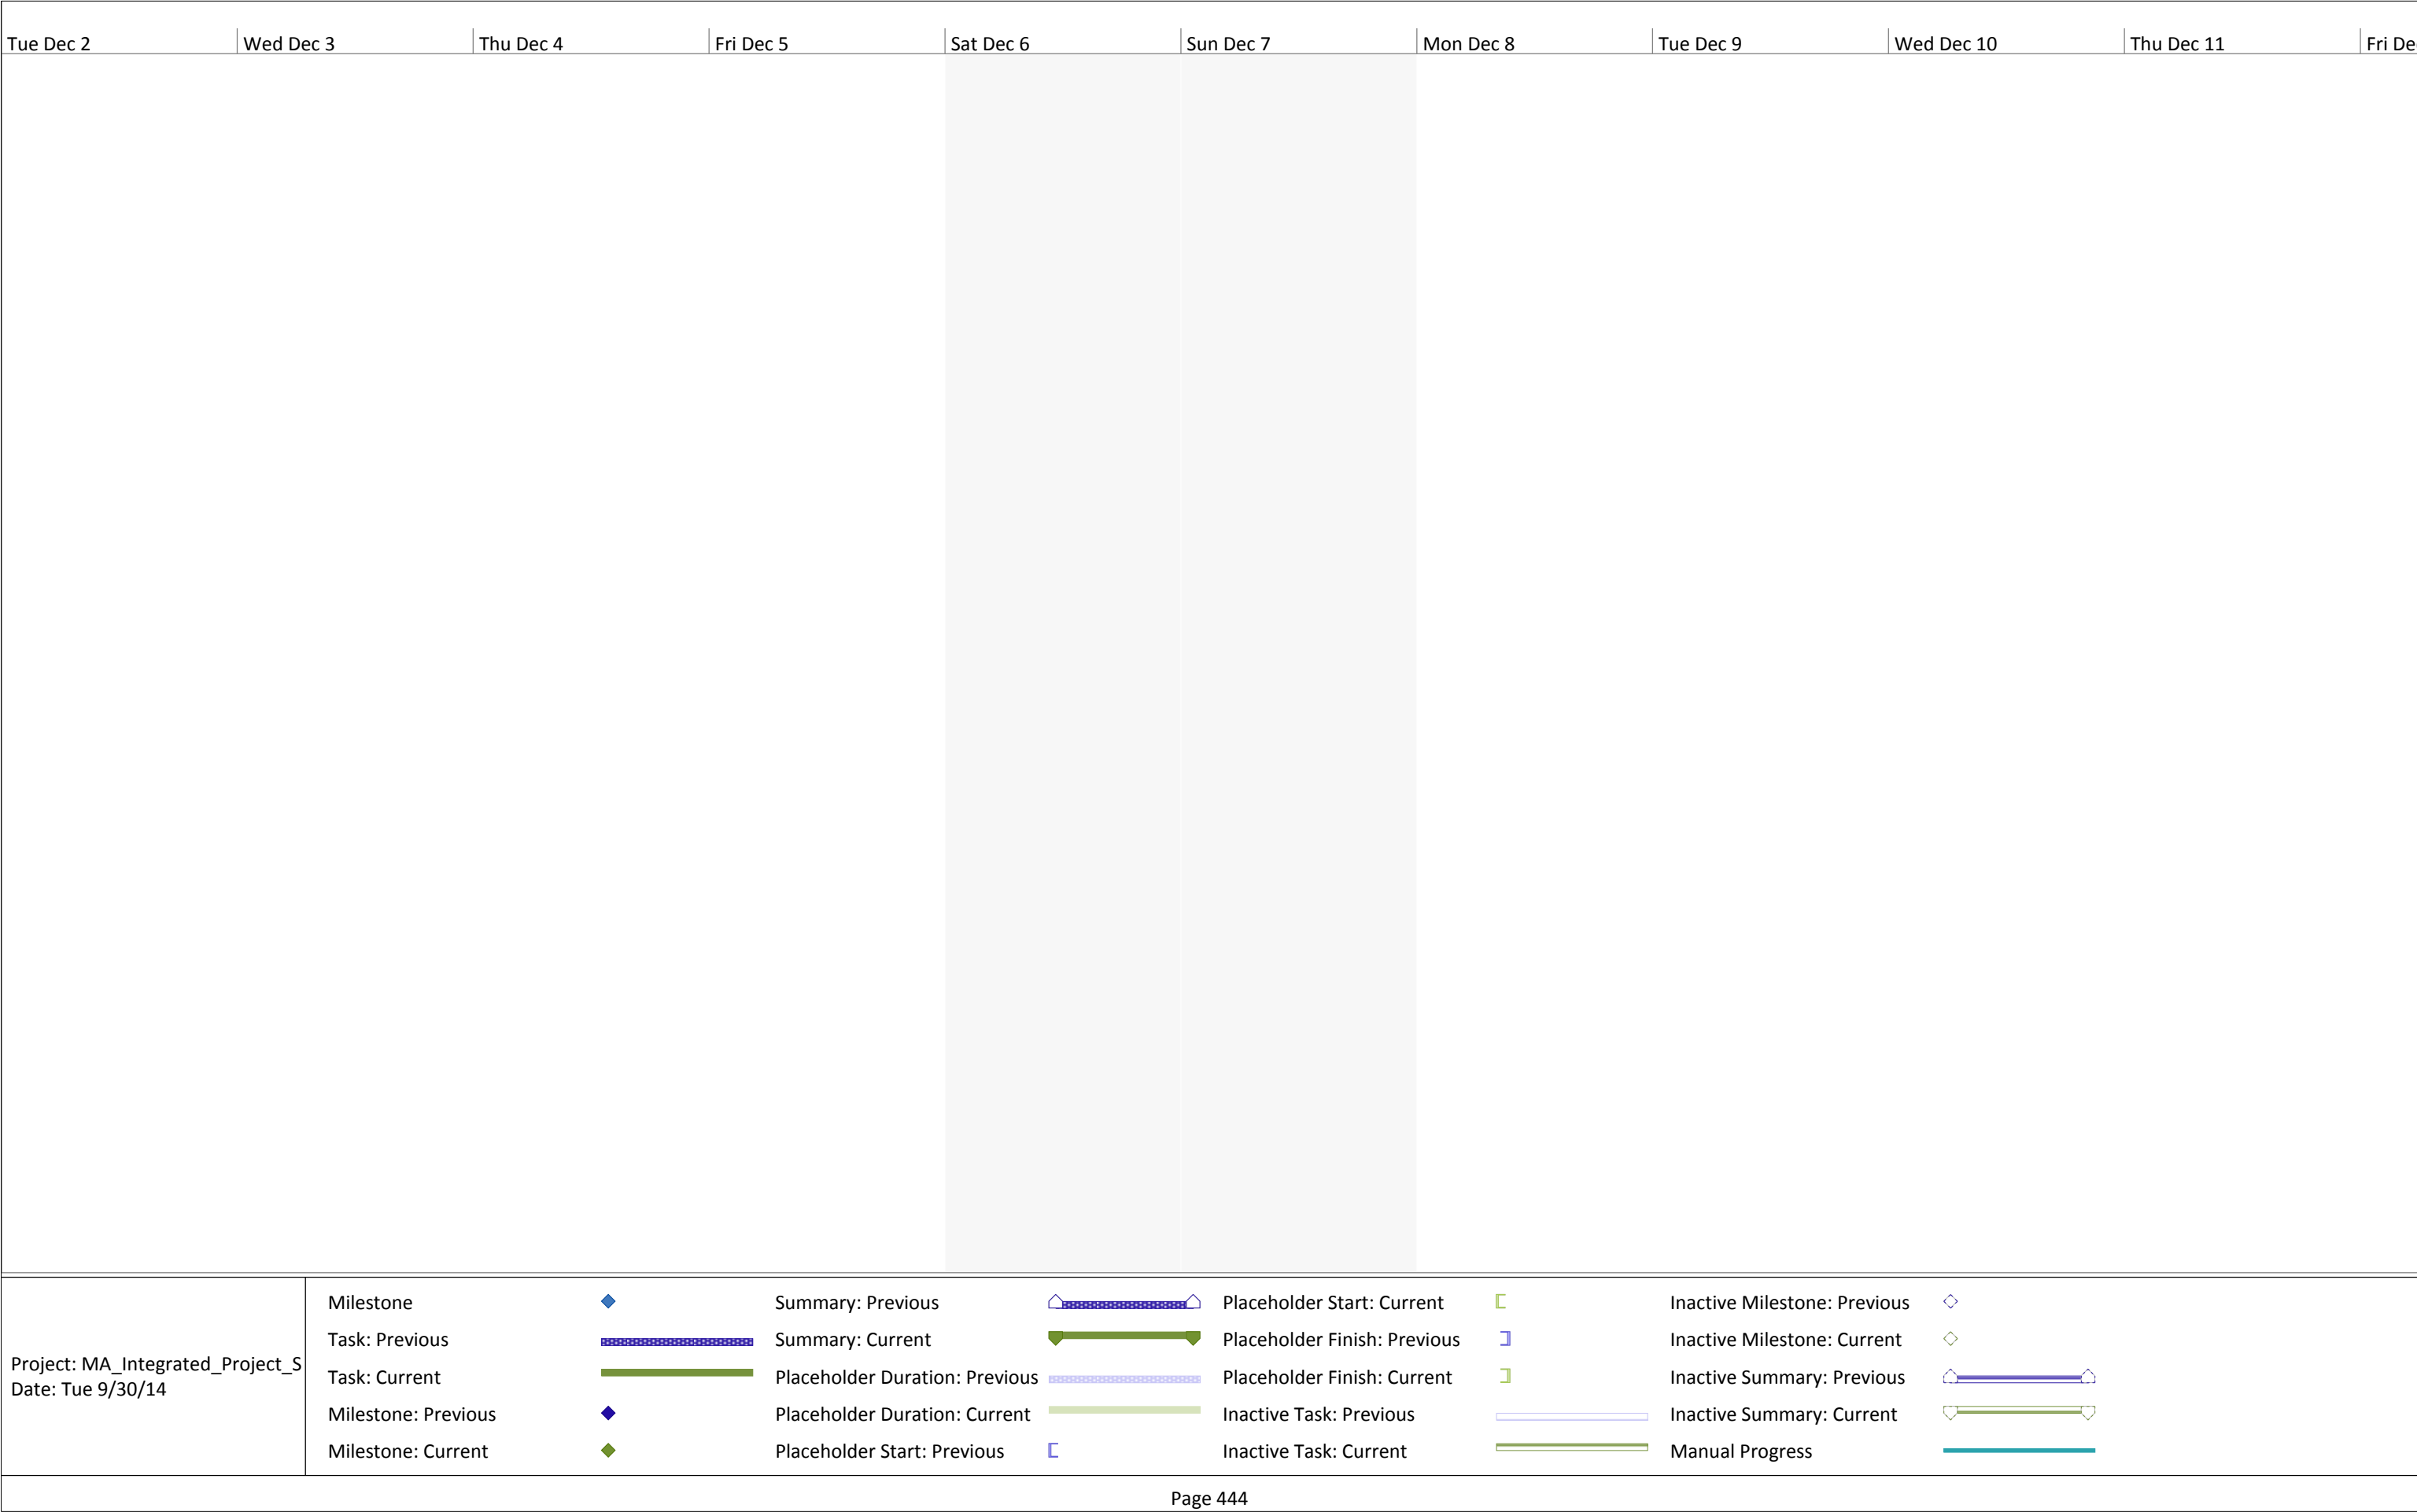 Tue Dec 2 Wed Dec 3 Thu Dec 4 Fri Dec 5 Sat Dec 6 Sun Dec 7 Mon Dec 8 Tue Dec 9 Wed Dec 10 Thu Dec 11 Fri De
Project: MA_Integrated_Project_S
Date: Tue 9/30/14
Milestone
Task: Previous
Task: Current
Milestone: Previous
Milestone: Current
Summary: Previous
Summary: Current
Placeholder Duration: Previous
Placeholder Duration: Current
Placeholder Start: Previous
Placeholder Start: Current
Placeholder Finish: Previous
Placeholder Finish: Current
Inactive Task: Previous
Inactive Task: Current
Inactive Milestone: Previous
Inactive Milestone: Current
Inactive Summary: Previous
Inactive Summary: Current
Manual Progress
Page 444